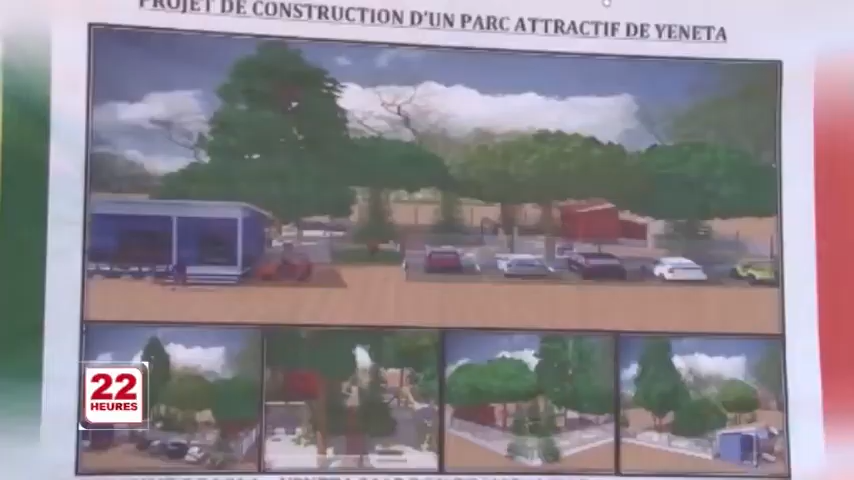 PROJET DE CONSTRUCTION D'UN PARC ATTRACTIF DE YENETA
22
HEURES